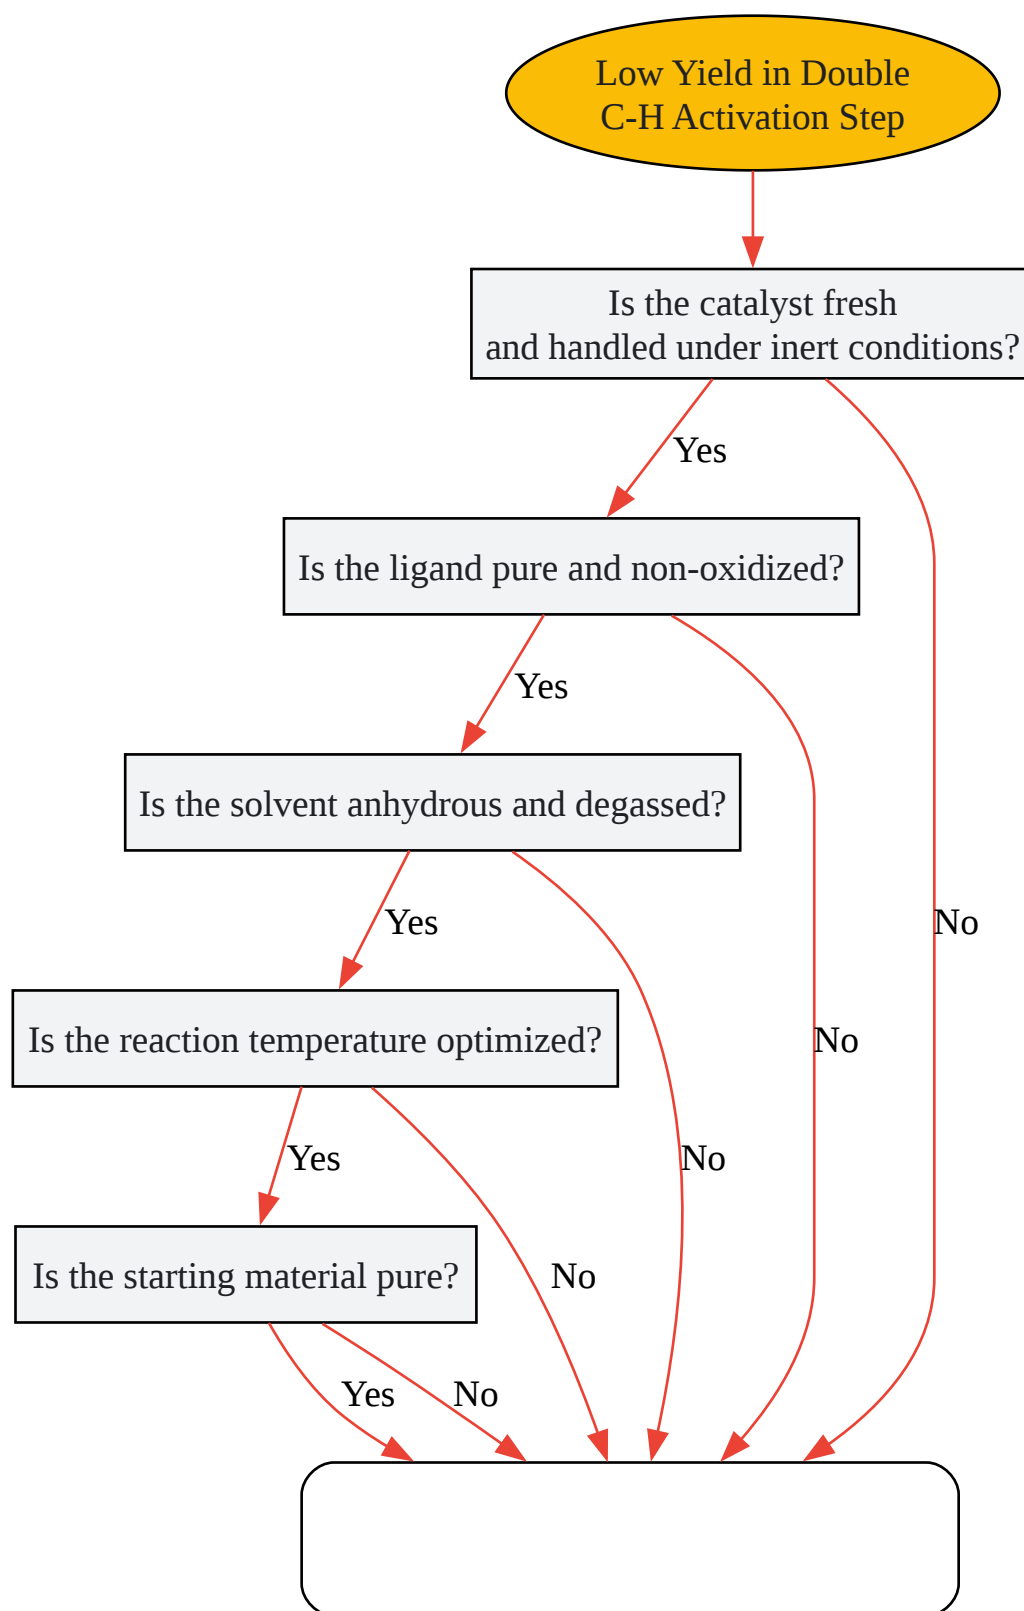 Low Yield in Double
C-H Activation Step
Is the catalyst fresh
and handled under inert conditions?
Yes
Is the ligand pure and non-oxidized?
Yes
Is the solvent anhydrous and degassed?
Yes
No
Is the reaction temperature optimized?
No
Yes
No
Is the starting material pure?
No
Yes
No